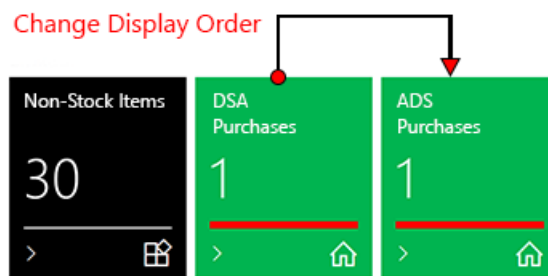 Change Display Order
Non-Stock Items
30
DSA
Purchases
1
ADS
Purchases
1